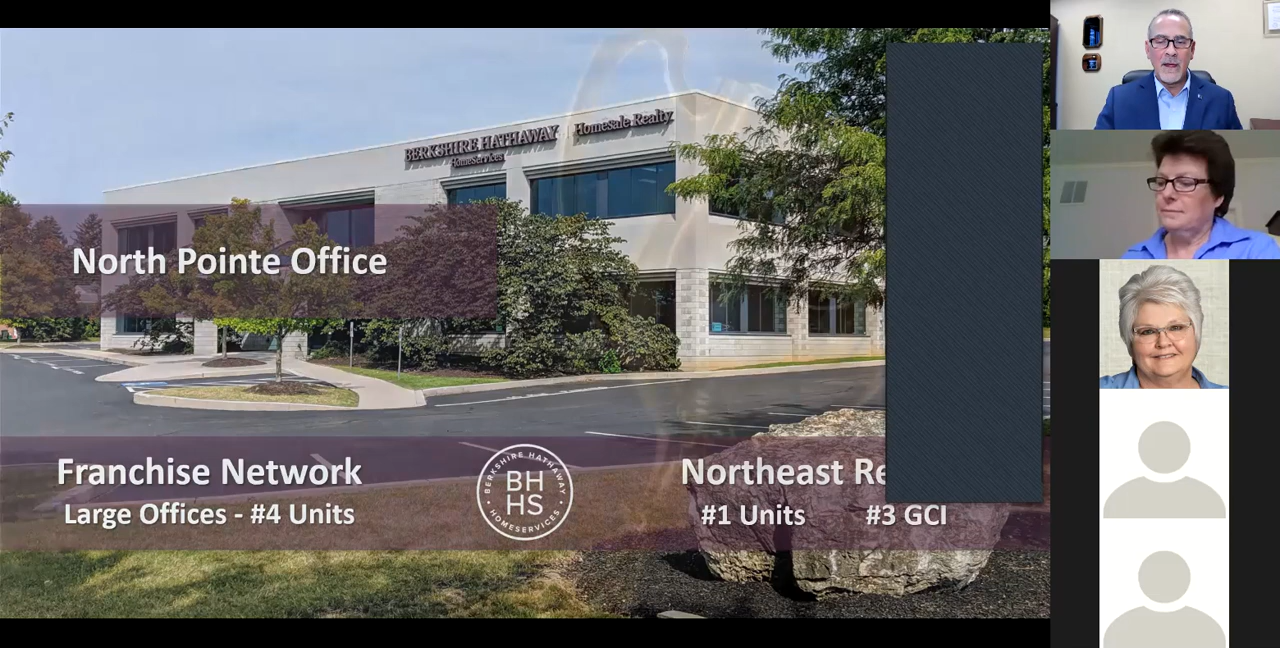 BERKSHIRE HATHAWAY
HomeServices
Homesale Realty
North Pointe Office
Franchise Network
Large Offices - #4 Units
BERKSHIRE HATHAWAY
BH
HS
HOMESERVICES
Northeast Re
#1 Units #3 GCI